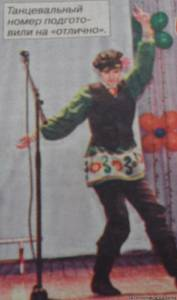 Танцевальный
номер подгото-
вили на «отлично».